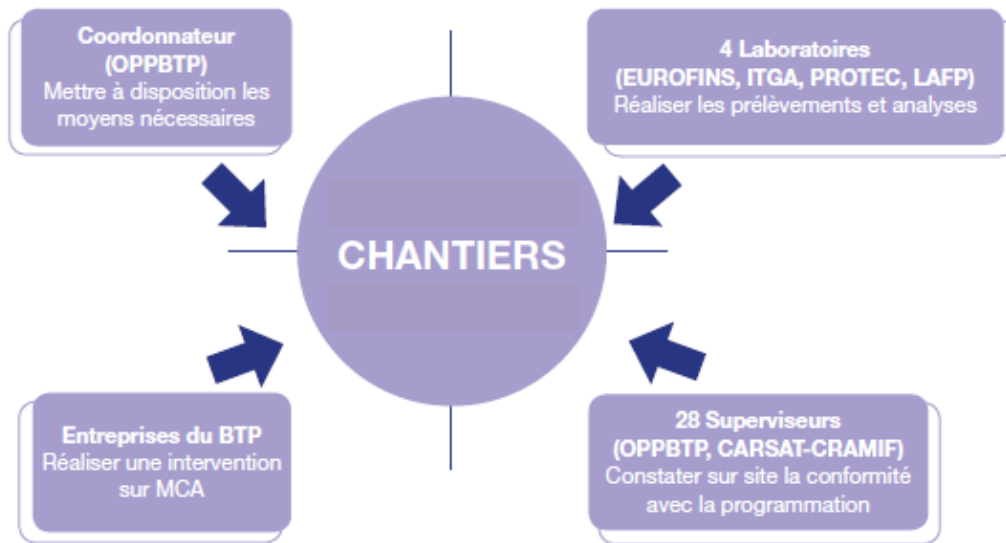 Coordonnateur
(OPPBTP)
Mettre à disposition les
moyens nécessaires
4 Laboratoires
(EUROFINS, ITGA, PROTEC, LAFP)
Réaliser les prélèvements et analyses
CHANTIERS
Entreprises du BTP
Réaliser une intervention
sur MCA
28 Superviseurs
(OPPBTP, CARSAT-CRAMIF)
Constater sur site la conformité
avec la programmation